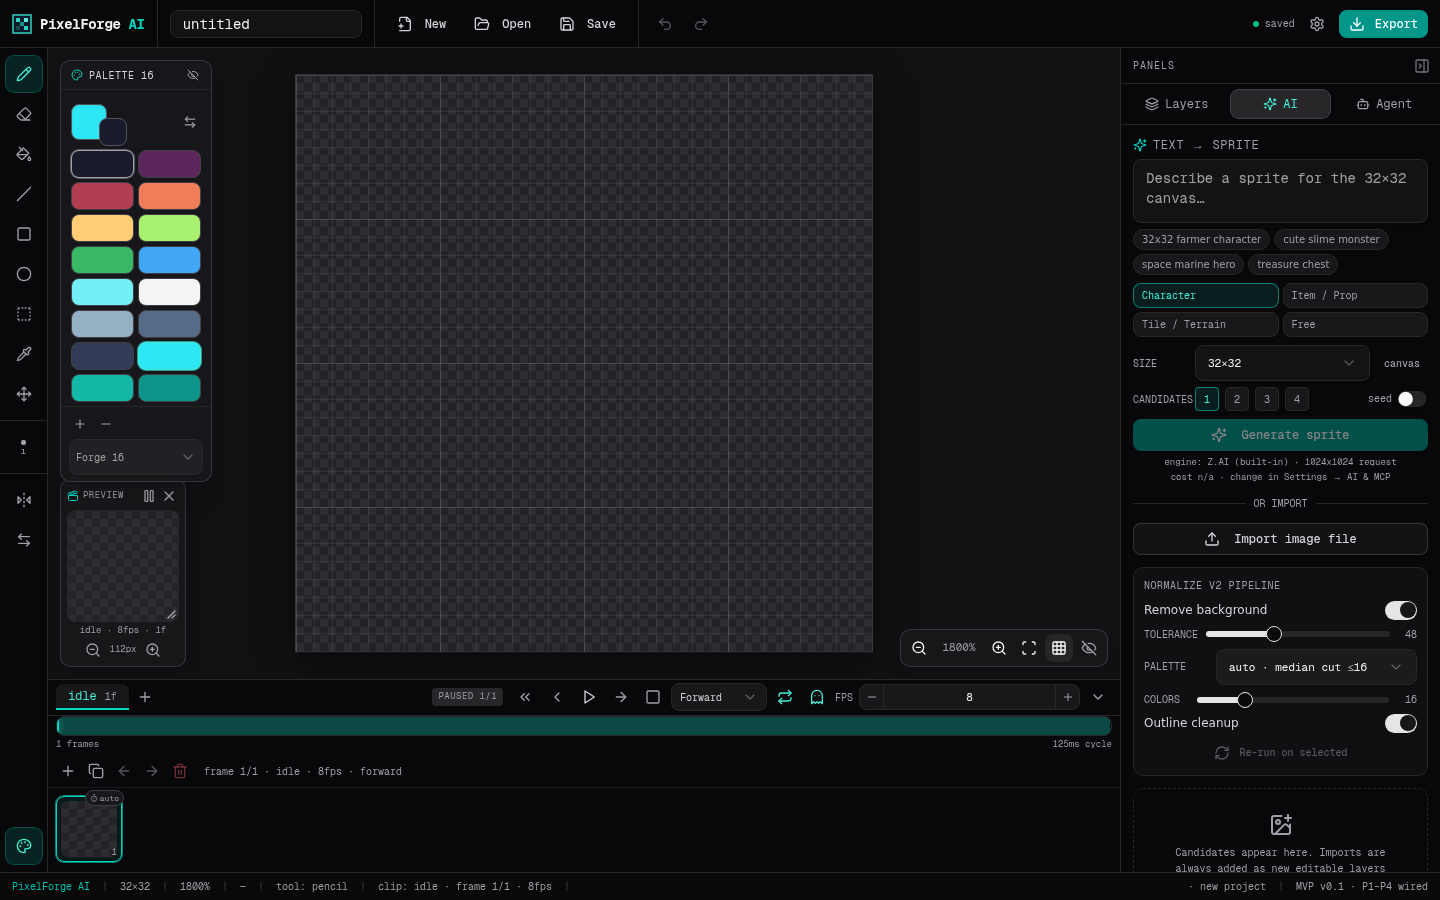 PixelForge AI
untitled
New
Open
Save
saved
Export
PALETTE 16
Forge 16
PREVIEW
idle · 8fps · 1f
112px
1
1800%
PANELS
Layers
AI
Agent
TEXT → SPRITE
Describe a sprite for the 32×32
canvas…
32x32 farmer character
cute slime monster
space marine hero
treasure chest
Character
Item / Prop
Tile / Terrain
Free
SIZE
32×32
canvas
CANDIDATES
1
2
3
4
seed
Generate sprite
engine: Z.AI (built-in) · 1024x1024 request
cost n/a · change in Settings → AI & MCP
OR IMPORT
Import image file
NORMALIZE V2 PIPELINE
Remove background
TOLERANCE
48
PALETTE
auto · median cut ≤16
COLORS
16
Outline cleanup
Re-run on selected
Candidates appear here. Imports are
always added as new editable layers
idle 1f
PAUSED 1/1
Forward
FPS
8
1 frames
125ms cycle
frame 1/1 · idle · 8fps · forward
auto
1
PixelForge AI
32×32
1800%
—
tool: pencil
clip: idle · frame 1/1 · 8fps
· new project
MVP v0.1 · P1–P4 wired